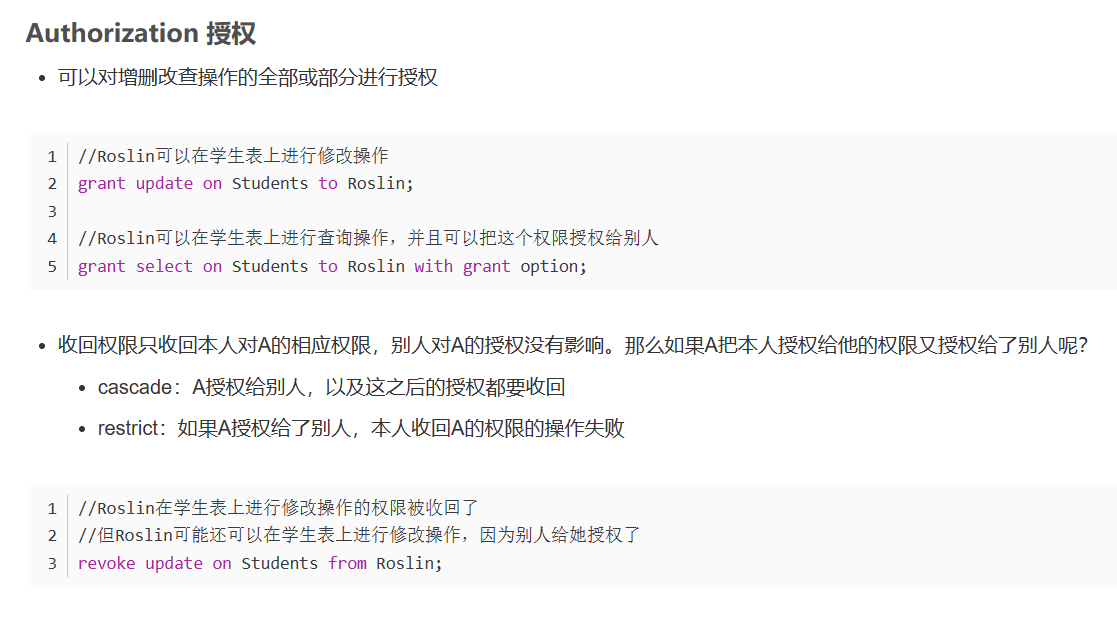 Authorization 授权
• 可以对增删改查操作的全部或部分进行授权
1 //Roslin可以在学生表上进行修改操作
2 grant update on Students to Roslin;
3
4 //Roslin可以在学生表上进行查询操作，并且可以把这个权限授权给别人
5 grant select on Students to Roslin with grant option;
• 收回权限只收回本人对A的相应权限，别人对A的授权没有影响。那么如果A把本人授权给他的权限又授权给了别人呢？
• cascade：A授权给别人，以及这之后的授权都要收回
• restrict：如果A授权给了别人，本人收回A的权限的操作失败
1 //Roslin在学生表上进行修改操作的权限被收回了
2 //但Roslin可能还可以在学生表上进行修改操作，因为别人给她授权了
3 revoke update on Students from Roslin;